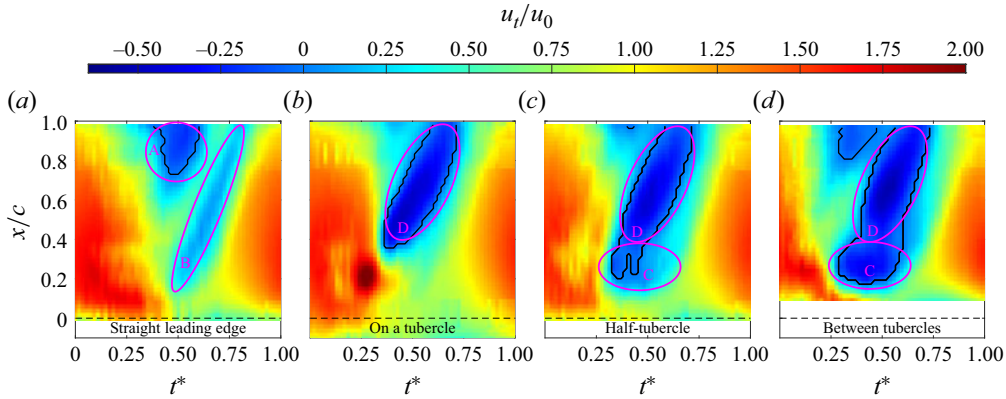 u_t/u_0
−0.50 −0.25 0 0.25 0.50 0.75 1.00 1.25 1.50 1.75 2.00
(a) (b) (c) (d)
1.0
0.8
0.6
0.4
0.2
0
x/c
A
B
D
D
C
D
C
Straight leading edge On a tubercle Half-tubercle Between tubercles
0 0.25 0.50 0.75 1.00 0.25 0.50 0.75 1.00 0.25 0.50 0.75 1.00 0.25 0.50 0.75 1.00
t* t* t* t*